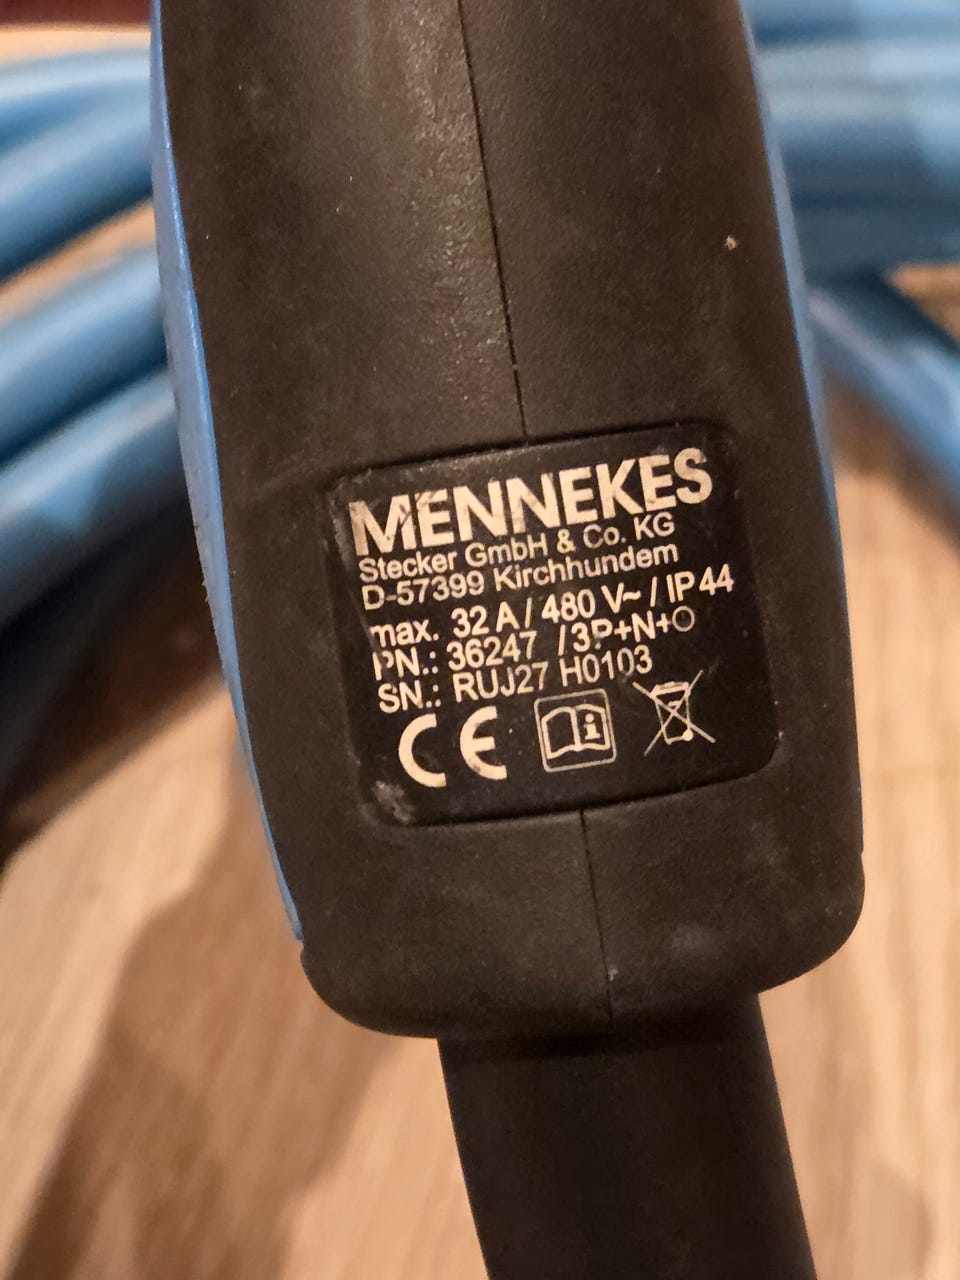 MENNEKES
Stecker GmbH & Co. KG
D-57399 Kirchhundem
max. 32 A / 480 V~ / IP 44
PN.: 36247 / 3P+N+
SN.: RUJ27 H0103
CE
i